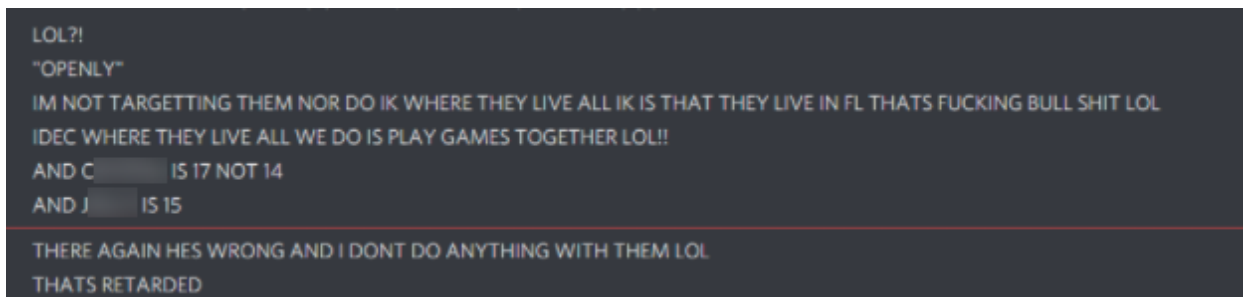 LOL?!
"OPENLY"
IM NOT TARGETTING THEM NOR DO IK WHERE THEY LIVE ALL IK IS THAT THEY LIVE IN FL THATS FUCKING BULL SHIT LOL
IDEC WHERE THEY LIVE ALL WE DO IS PLAY GAMES TOGETHER LOL!!
AND C IS 17 NOT 14
AND J IS 15
THERE AGAIN HES WRONG AND I DONT DO ANYTHING WITH THEM LOL
THATS RETARDED